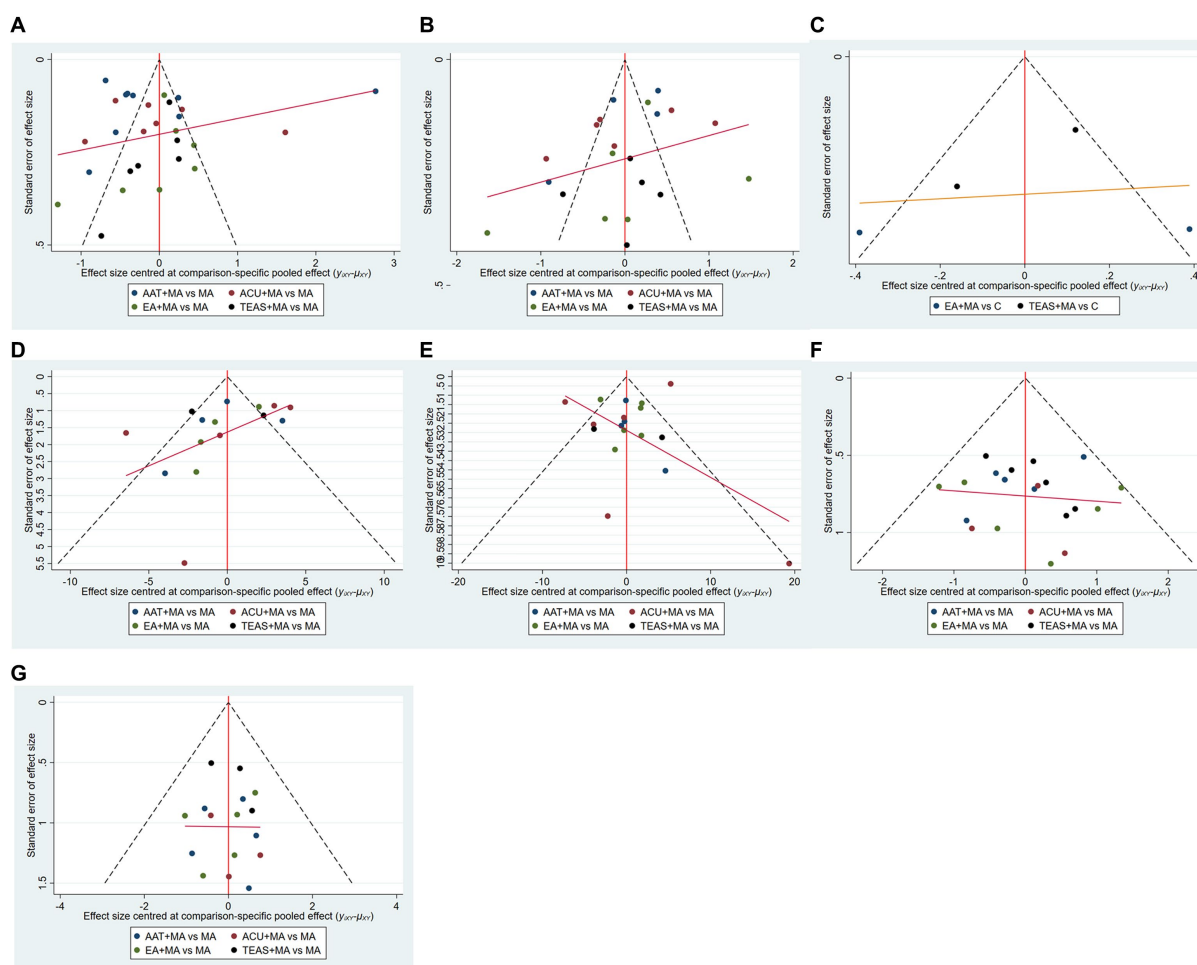 A
Standard error of effect size
0
.5
-1
0
1
2
3
Effect size centred at comparison-specific pooled effect (yiXY-μXY)
AAT+MA vs MA
ACU+MA vs MA
EA+MA vs MA
TEAS+MA vs MA
B
Standard error of effect size
0
.5
-2
-1
0
1
2
Effect size centred at comparison-specific pooled effect (yiXY-μXY)
AAT+MA vs MA
ACU+MA vs MA
EA+MA vs MA
TEAS+MA vs MA
C
Standard error of effect size
0
-.4
-.2
0
.2
.4
Effect size centred at comparison-specific pooled effect (yiXY-μXY)
EA+MA vs C
TEAS+MA vs C
D
Standard error of effect size
0
.5
1
1.5
2
2.5
3
3.5
4
4.5
5
5.5
-10
-5
0
5
10
Effect size centred at comparison-specific pooled effect (yiXY-μXY)
AAT+MA vs MA
ACU+MA vs MA
EA+MA vs MA
TEAS+MA vs MA
E
Standard error of effect size
-20
-10
0
10
20
Effect size centred at comparison-specific pooled effect (yiXY-μXY)
AAT+MA vs MA
ACU+MA vs MA
EA+MA vs MA
TEAS+MA vs MA
F
Standard error of effect size
0
.5
1
-2
-1
0
1
2
Effect size centred at comparison-specific pooled effect (yiXY-μXY)
AAT+MA vs MA
ACU+MA vs MA
EA+MA vs MA
TEAS+MA vs MA
G
Standard error of effect size
0
.5
1
1.5
-4
-2
0
2
4
Effect size centred at comparison-specific pooled effect (yiXY-μXY)
AAT+MA vs MA
ACU+MA vs MA
EA+MA vs MA
TEAS+MA vs MA